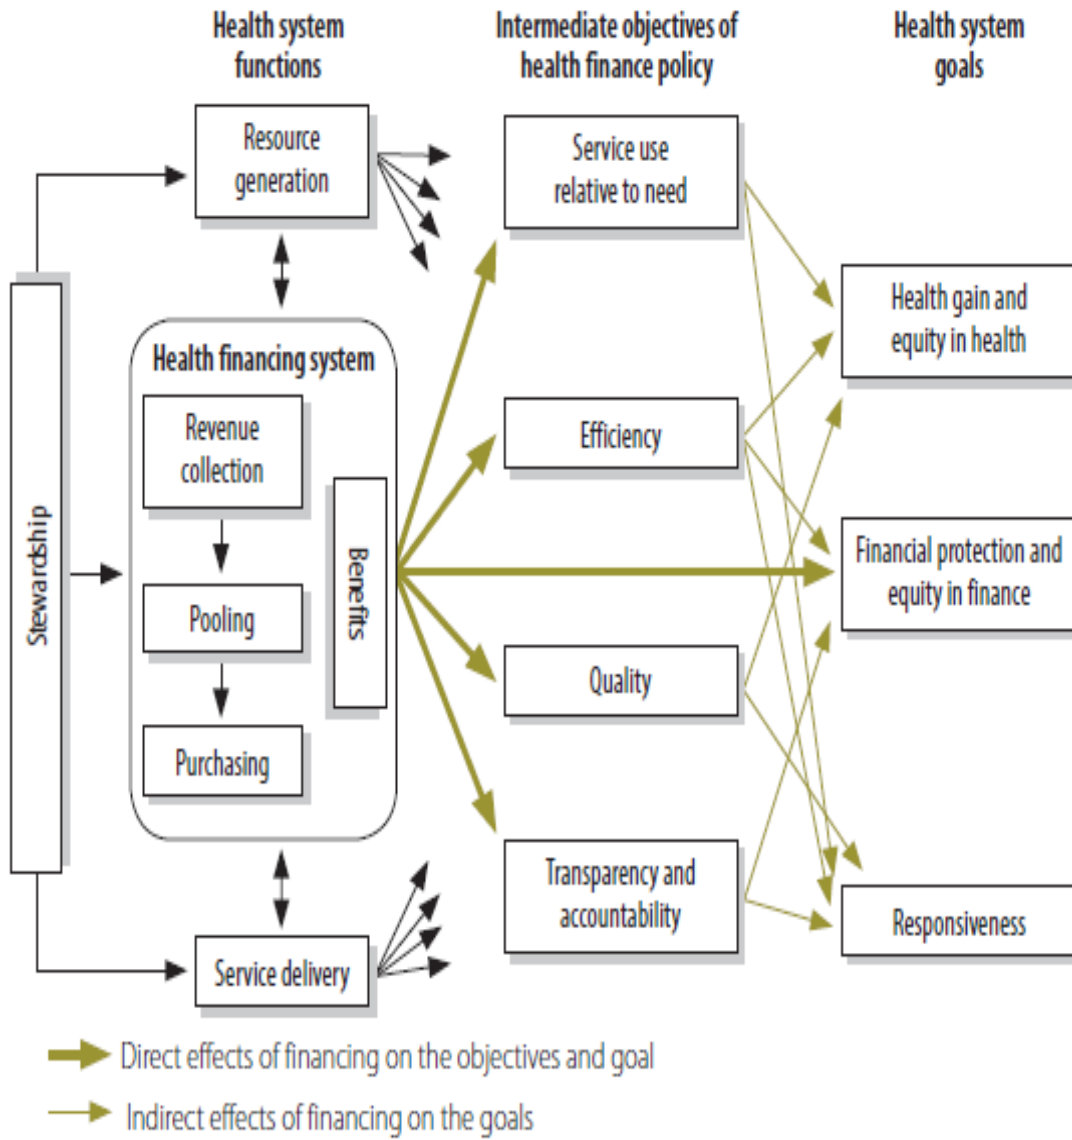 Health system
functions
Intermediate objectives of
health finance policy
Health system
goals
Resource
generation
Service use
relative to need
Health gain and
equity in health
Health financing system
Revenue
collection
Efficiency
Stewardship
Benefits
Financial protection and
equity in finance
Pooling
Quality
Purchasing
Transparency and
accountability
Responsiveness
Service delivery
Direct effects of financing on the objectives and goal
Indirect effects of financing on the goals